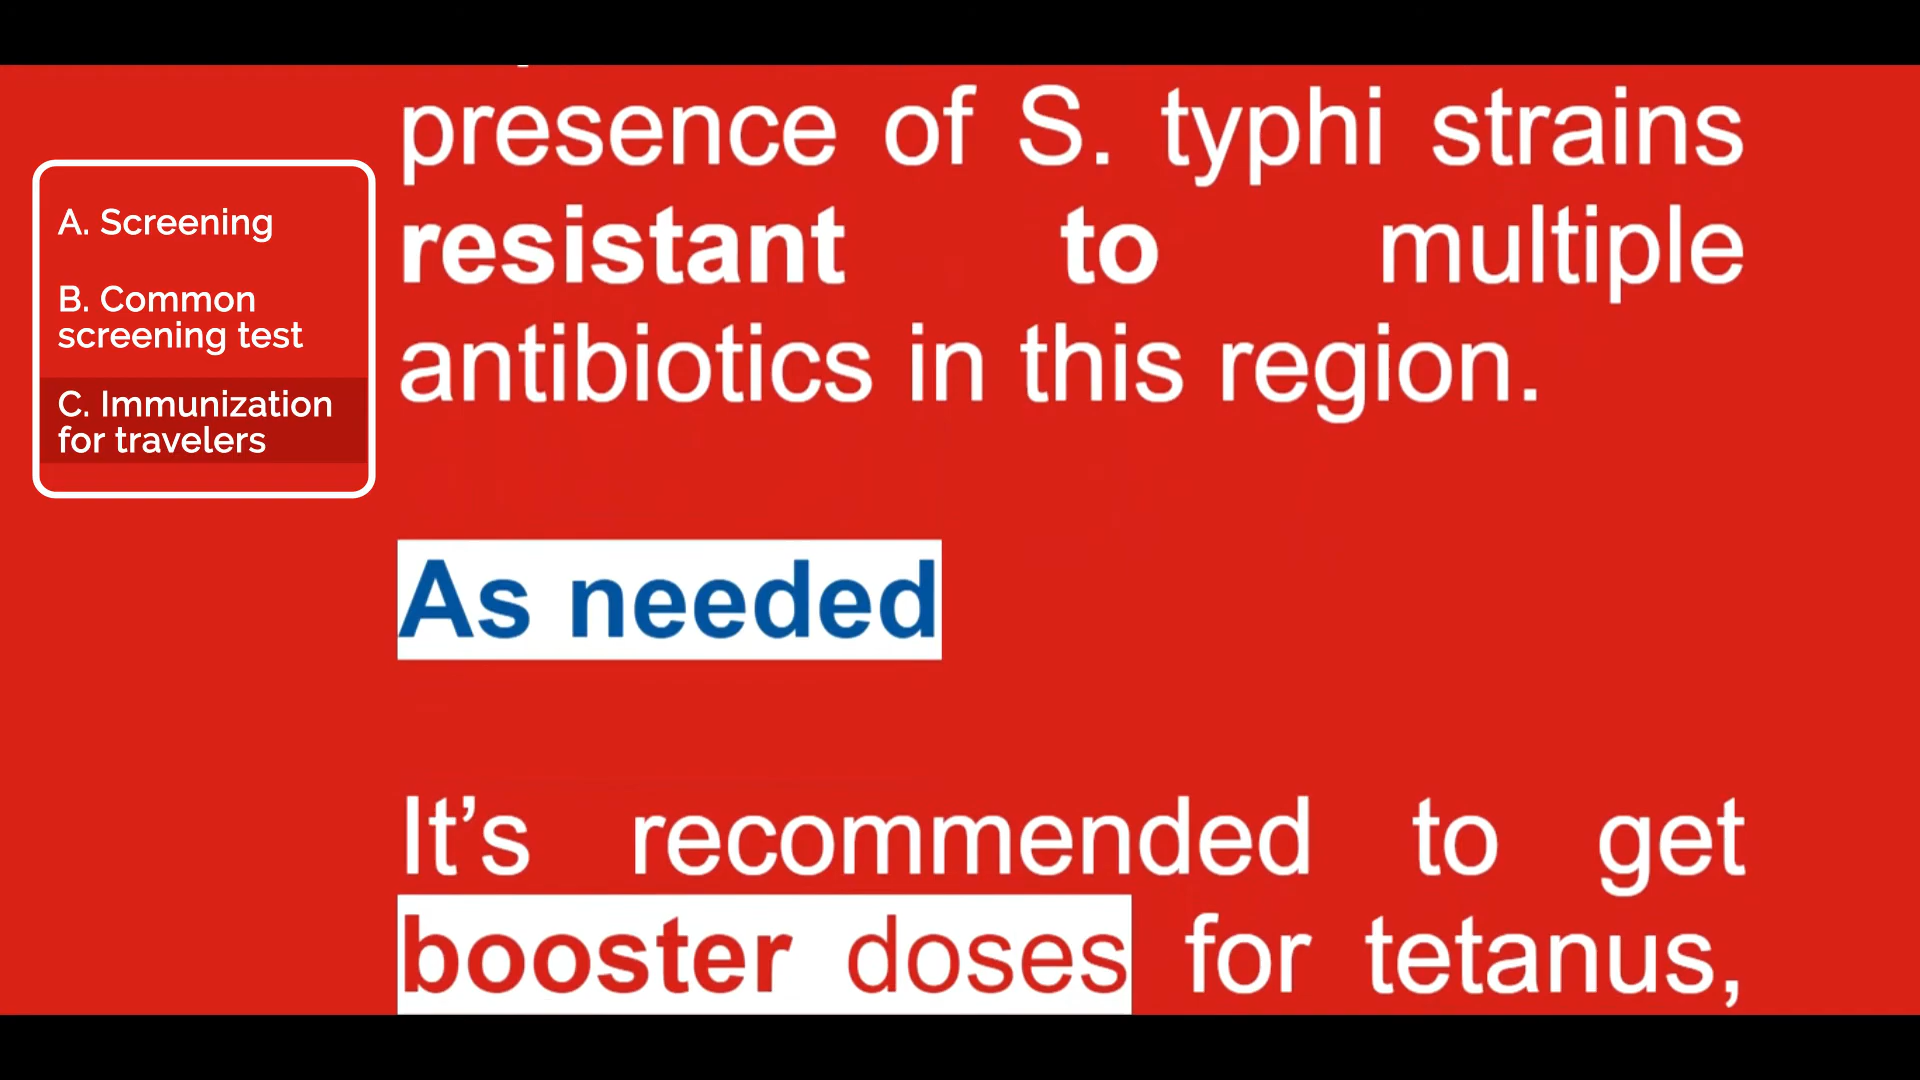 A. Screening
B. Common
screening test
C. Immunization
for travelers
presence of S. typhi strains
resistant to multiple
antibiotics in this region.
As needed
It’s recommended to get
booster doses for tetanus,